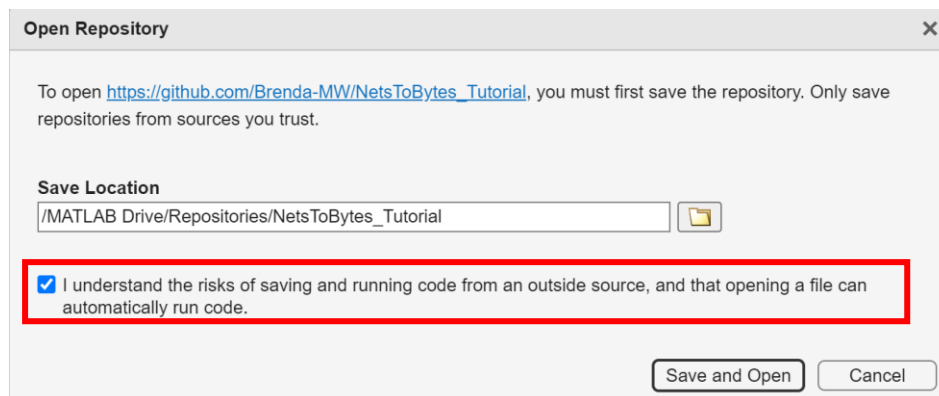 Open Repository
To open https://github.com/Brenda-MW/NetsToBytes_Tutorial, you must first save the repository. Only save
repositories from sources you trust.
Save Location
/MATLAB Drive/Repositories/NetsToBytes_Tutorial
I understand the risks of saving and running code from an outside source, and that opening a file can
automatically run code.
Save and Open
Cancel